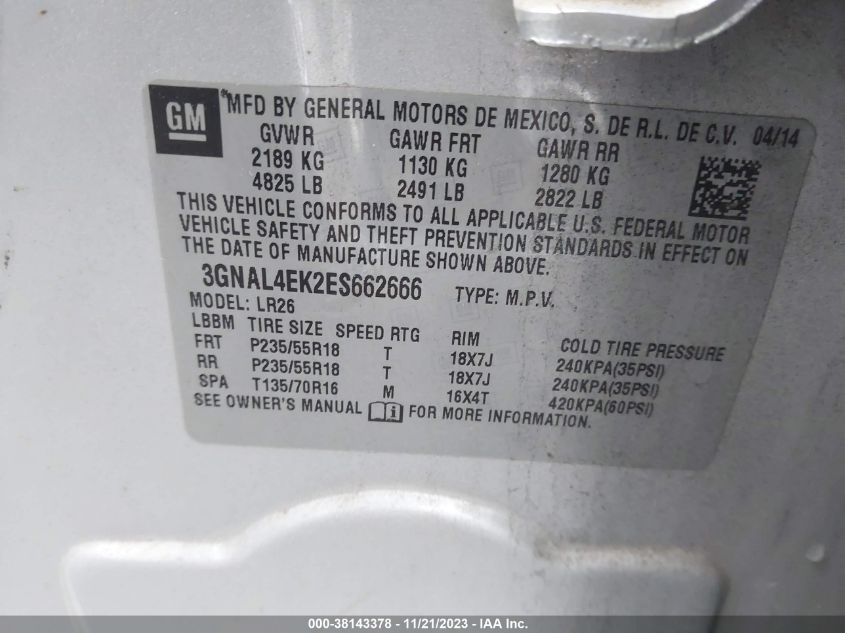 GM
*MFD BY GENERAL MOTORS DE MEXICO, S. DE R.L. DE C.V. 04/14
GVWR GAWR FRT GAWR RR
2189 KG 1130 KG 1280 KG
4825 LB 2491 LB 2822 LB
THIS VEHICLE CONFORMS TO ALL APPLICABLE U.S. FEDERAL MOTOR
VEHICLE SAFETY AND THEFT PREVENTION STANDARDS IN EFFECT ON
THE DATE OF MANUFACTURE SHOWN ABOVE.
3GNAL4EK2ES662666 TYPE: M.P.V.
MODEL: LR26
LBBM TIRE SIZE SPEED RTG RIM COLD TIRE PRESSURE
FRT P235/55R18 T 18X7J 240KPA(35PSI)
RR P235/55R18 T 18X7J 240KPA(35PSI)
SPA T135/70R16 M 16X4T 420KPA(60PSI)
SEE OWNER'S MANUAL FOR MORE INFORMATION.
000-38143378 - 11/21/2023 - IAA Inc.